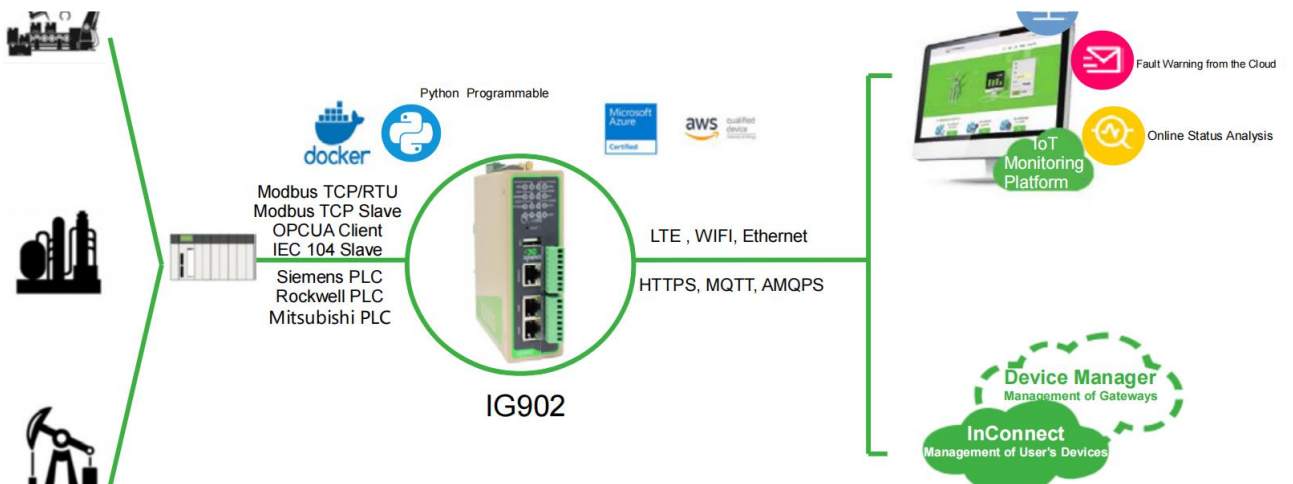 Python Programmable
docker
Microsoft
Azure
Certified
aws
qualified
device
Fault Warning from the Cloud
Online Status Analysis
IoT
Monitoring
Platform
Modbus TCP/RTU
Modbus TCP Slave
OPCUA Client
IEC 104 Slave
Siemens PLC
Rockwell PLC
Mitsubishi PLC
LTE , WIFI, Ethernet
HTTPS, MQTT, AMQPS
IG902
Device Manager
Management of Gateways
InConnect
Management of User's Devices